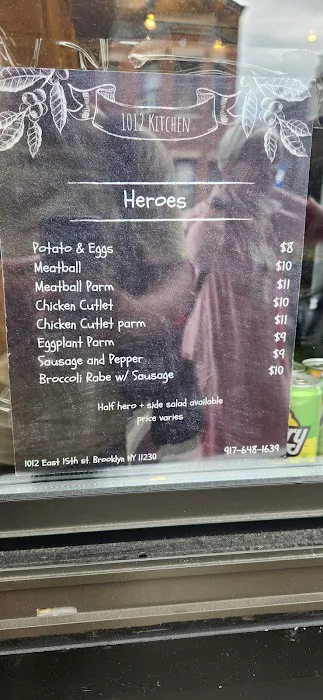 1012 KITCHEN
Heroes
Potato & Eggs $8
Meatball $10
Meatball Parm $11
Chicken Cutlet $10
Chicken Cutlet parm $11
Eggplant Parm $9
Sausage and Pepper $9
Broccoli Rabe w/ Sausage $10
Half hero + side salad available
price varies
1012 East 15th st. Brooklyn NY 11230 917-648-1639